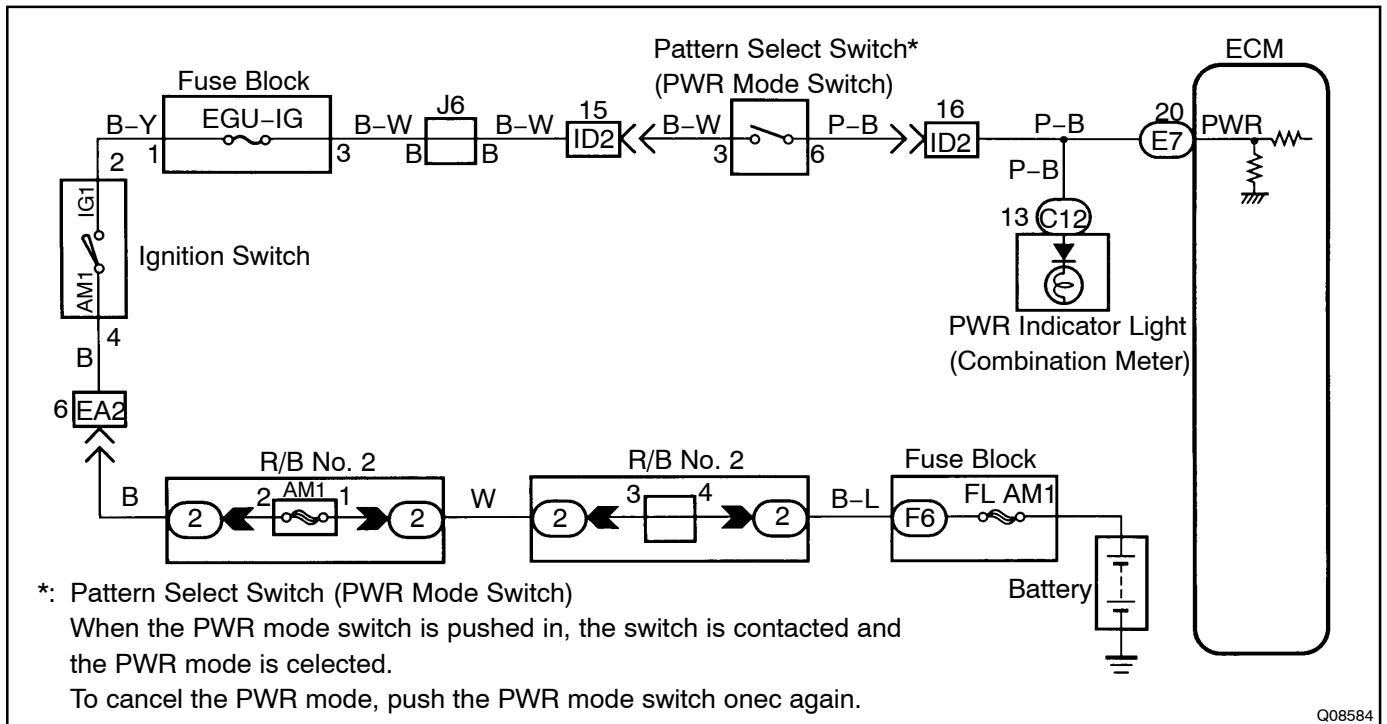 Pattern Select Switch*
(PWR Mode Switch)
ECM
Fuse Block
EGU–IG
B–Y
1
3
B–W
J6
B
B
B–W
15
ID2
B–W
3
6
P–B
16
ID2
P–B
20
E7
PWR
P–B
13
C12
PWR Indicator Light
(Combination Meter)
2
IG1
AM1
Ignition Switch
4
B
6
EA2
B
R/B No. 2
2
2
AM1
1
2
W
R/B No. 2
2
3
4
2
B–L
Fuse Block
F6
FL AM1
Battery
*: Pattern Select Switch (PWR Mode Switch)
When the PWR mode switch is pushed in, the switch is contacted and
the PWR mode is celected.
To cancel the PWR mode, push the PWR mode switch onec again.
Q08584